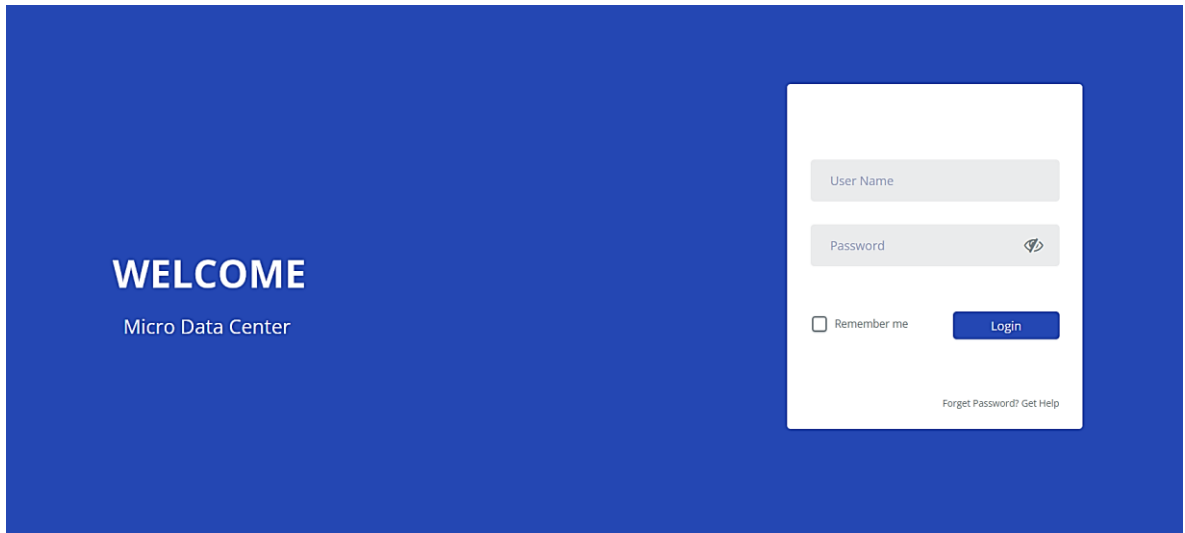 WELCOME
Micro Data Center
User Name
Password
Remember me
Login
Forget Password? Get Help